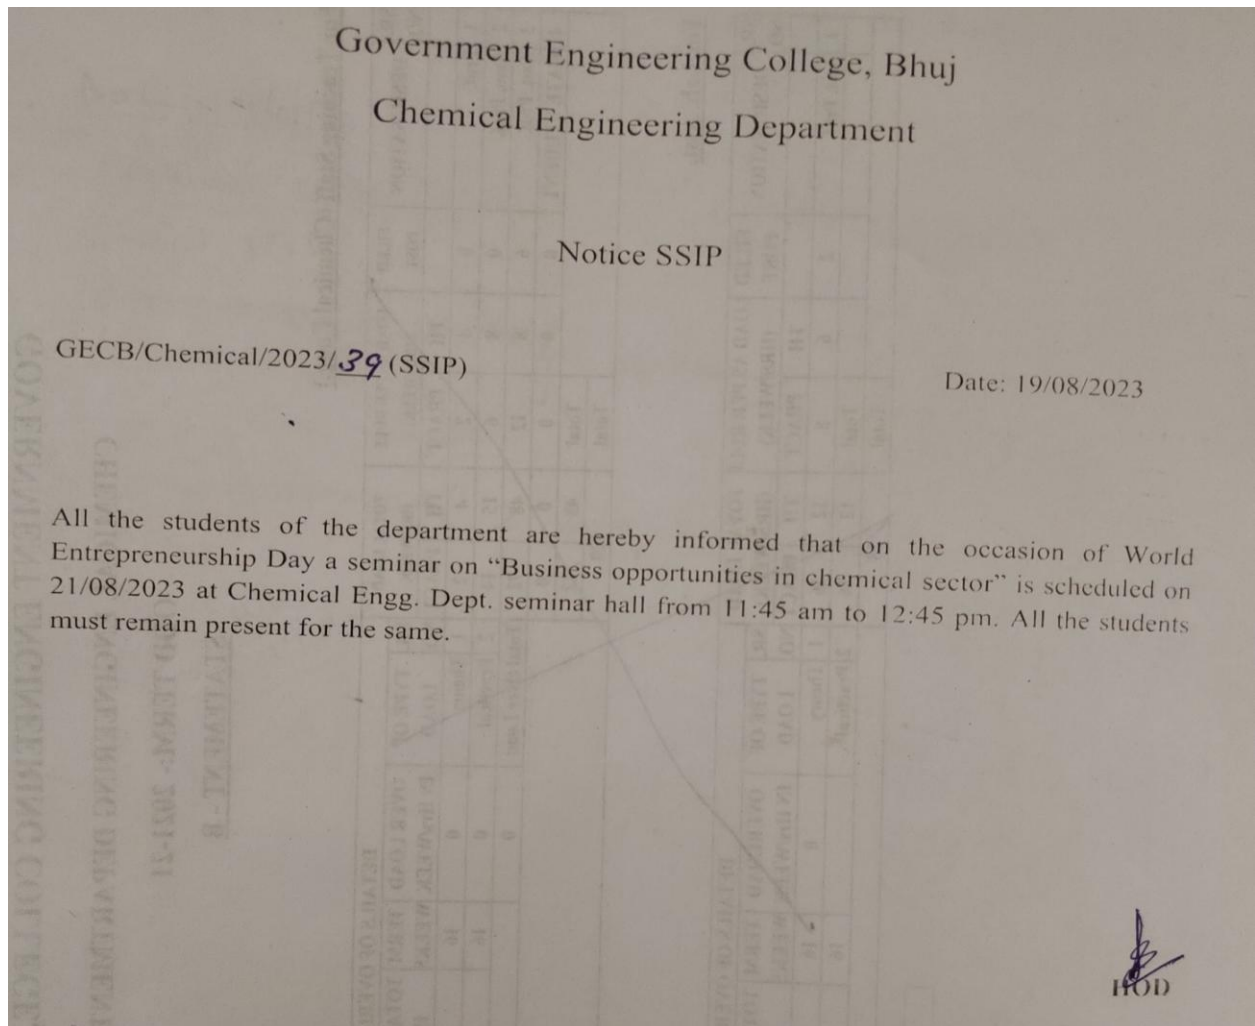 Government Engineering College, Bhuj
Chemical Engineering Department
Notice SSIP
GECB/Chemical/2023/39 (SSIP)
Date: 19/08/2023
All the students of the department are hereby informed that on the occasion of World
Entrepreneurship Day a seminar on “Business opportunities in chemical sector” is scheduled on
21/08/2023 at Chemical Engg. Dept. seminar hall from 11:45 am to 12:45 pm. All the students
must remain present for the same.
HOD